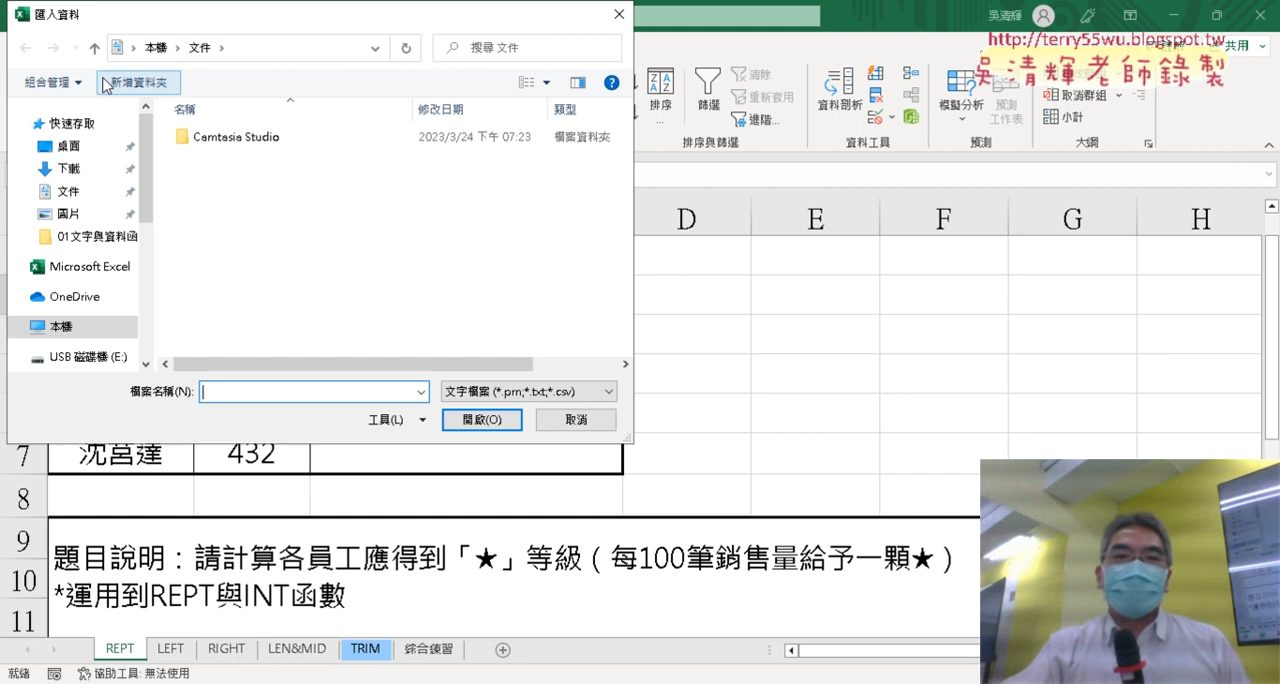 匯入資料
吳清輝
http://terry55wu.blogspot.tw
吳清輝老師錄製
共用
本機 文件
搜尋 文件
組合管理 新增資料夾
名稱 修改日期 類型
Camtasia Studio 2023/3/24 下午 07:23 檔案資料夾
快速存取
桌面
下載
文件
圖片
01文字與資料函
Microsoft Excel
OneDrive
本機
USB 磁碟機 (E:)
檔案名稱(N): 文字檔案 (*.prn;*.txt;*.csv)
工具(L) 開啟(O) 取消
排序
...
篩選
清除
重新套用
進階...
排序與篩選
資料剖析
資料工具
模擬分析
預測
工作表
預測
取消群組
小計
大綱
D E F G H
7 沈莒達 432
8
9
10
11
題目說明：請計算各員工應得到「★」等級（每100筆銷售量給予一顆★）
*運用到REPT與INT函數
REPT LEFT RIGHT LEN&MID TRIM 綜合練習
就緒 協助工具: 無法使用